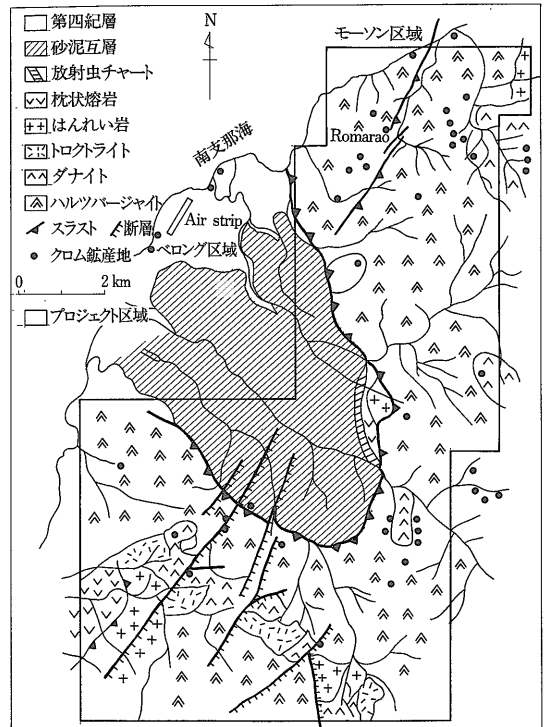 第四紀層
砂泥互層
放射虫チャート
枕状熔岩
はんれい岩
トロクトライト
ダナイト
ハルツバージャイト
スラスト 断層
クロム鉱産地
0 2 km
プロジェクト区域
N
モーソン区域
Romarao
南支那海
Air strip
ベロング区域